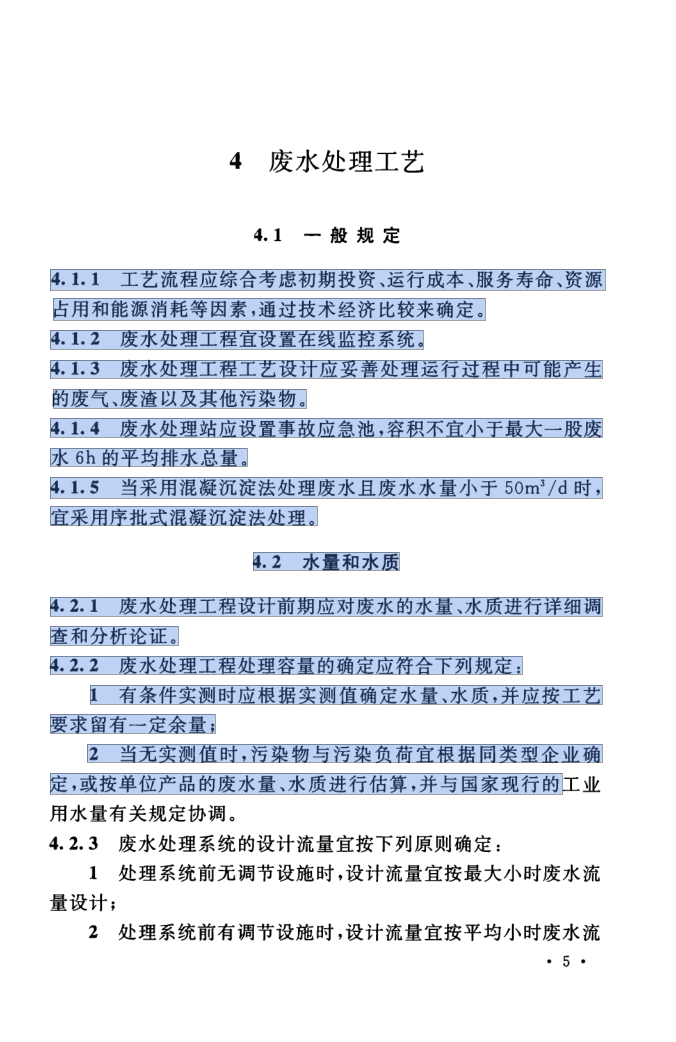 4 废水处理工艺
4.1 一般规定
4.1.1 工艺流程应综合考虑初期投资、运行成本、服务寿命、资源
占用和能源消耗等因素,通过技术经济比较来确定。
4.1.2 废水处理工程宜设置在线监控系统。
4.1.3 废水处理工程工艺设计应妥善处理运行过程中可能产生
的废气、废渣以及其他污染物。
4.1.4 废水处理站应设置事故应急池,容积不宜小于最大一股废
水 6h 的平均排水总量。
4.1.5 当采用混凝沉淀法处理废水且废水水量小于 50m³/d 时,
宜采用序批式混凝沉淀法处理。
4.2 水量和水质
4.2.1 废水处理工程设计前期应对废水的水量、水质进行详细调
查和分析论证。
4.2.2 废水处理工程处理容量的确定应符合下列规定:
1 有条件实测时应根据实测值确定水量、水质,并应按工艺
要求留有一定余量;
2 当无实测值时,污染物与污染负荷宜根据同类型企业确
定,或按单位产品的废水量、水质进行估算,并与国家现行的工业
用水量有关规定协调。
4.2.3 废水处理系统的设计流量宜按下列原则确定:
1 处理系统前无调节设施时,设计流量宜按最大小时废水流
量设计;
2 处理系统前有调节设施时,设计流量宜按平均小时废水流
· 5 ·